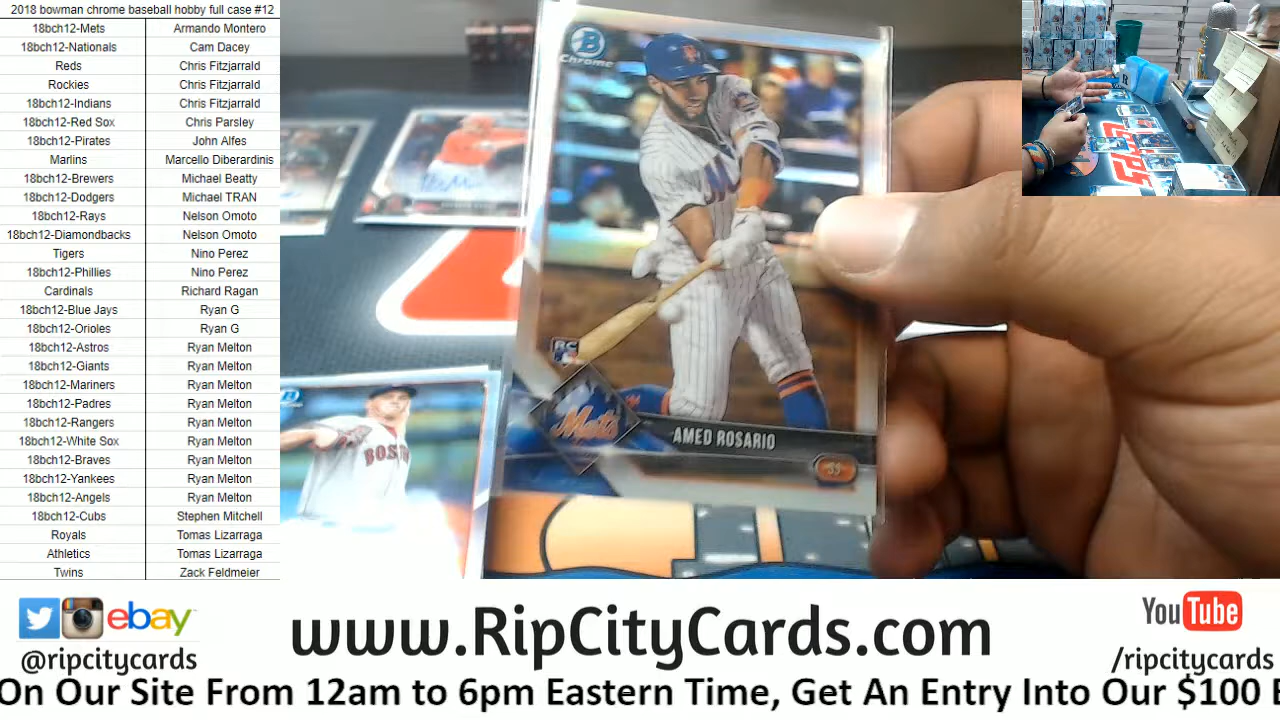 2018 bowman chrome baseball hobby full case #12
18bch12-Mets Armando Montero
18bch12-Nationals Cam Dacey
Reds Chris Fitzjarrald
Rockies Chris Fitzjarrald
18bch12-Indians Chris Fitzjarrald
18bch12-Red Sox Chris Parsley
18bch12-Pirates John Alfes
Marlins Marcello Diberardinis
18bch12-Brewers Michael Beatty
18bch12-Dodgers Michael TRAN
18bch12-Rays Nelson Omoto
18bch12-Diamondbacks Nelson Omoto
Tigers Nino Perez
18bch12-Phillies Nino Perez
Cardinals Richard Ragan
18bch12-Blue Jays Ryan G
18bch12-Orioles Ryan G
18bch12-Astros Ryan Melton
18bch12-Giants Ryan Melton
18bch12-Mariners Ryan Melton
18bch12-Padres Ryan Melton
18bch12-Rangers Ryan Melton
18bch12-White Sox Ryan Melton
18bch12-Braves Ryan Melton
18bch12-Yankees Ryan Melton
18bch12-Angels Ryan Melton
18bch12-Cubs Stephen Mitchell
Royals Tomas Lizarraga
Athletics Tomas Lizarraga
Twins Zack Feldmeier
B
Chrome
RC
Mets
AMED ROSARIO
SS
BOSTON
ebay
@ripcitycards
www.RipCityCards.com
YouTube
/ripcitycards
On Our Site From 12am to 6pm Eastern Time, Get An Entry Into Our $100